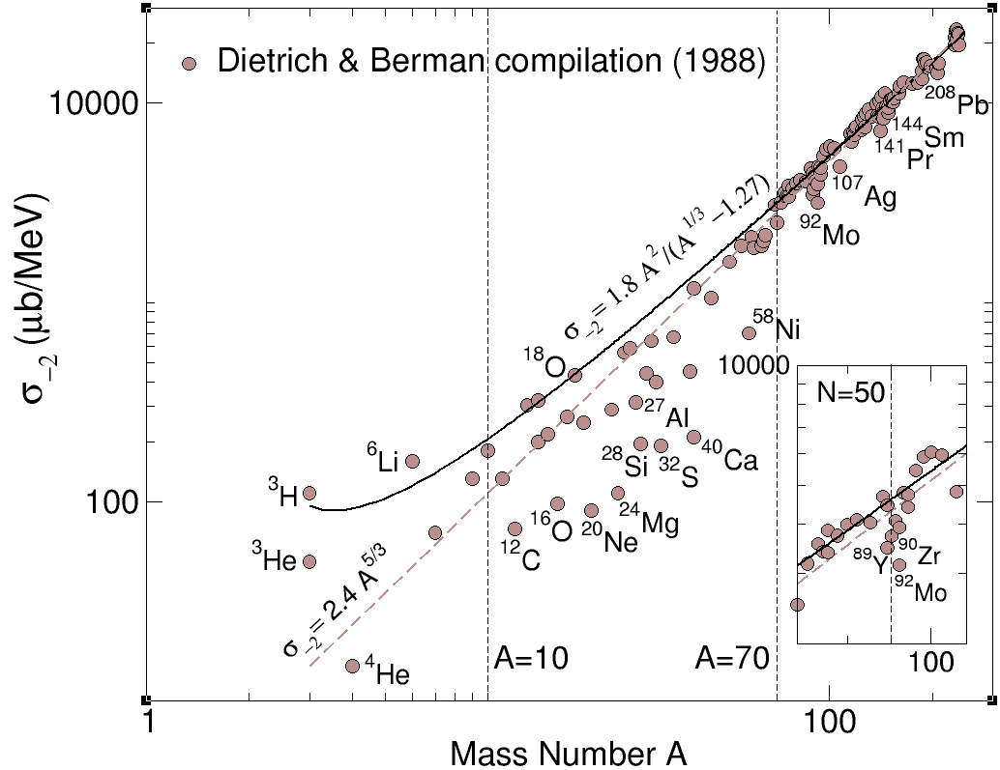 Dietrich & Berman compilation (1988)
10000
²⁰⁸Pb
¹⁴⁴Sm
¹⁴¹Pr
¹⁰⁷Ag
⁹²Mo
σ₋₂ = 1.8 A²/(A^1/3 −1.27)
σ₋₂ (μb/MeV)
⁵⁸Ni
¹⁸O
10000
N=50
²⁷Al
⁶Li
²⁸Si
³²S
⁴⁰Ca
³H
100
²⁴Mg
¹⁶O
²⁰Ne
¹²C
³He
⁸⁹Y
⁹⁰Zr
⁹²Mo
σ₋₂ = 2.4 A^5/3
⁴He
A=10
A=70
100
1
100
Mass Number A